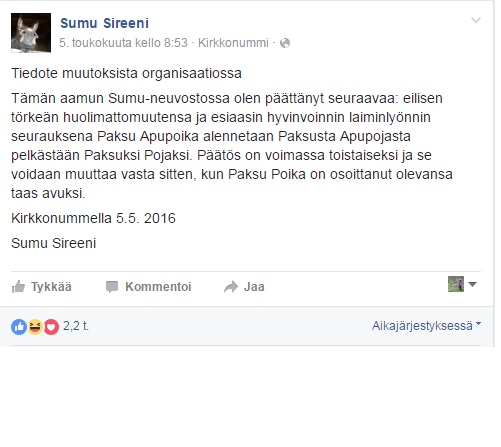 Sumu Sireeni
5. toukokuuta kello 8:53 · Kirkkonummi ·
Tiedote muutoksista organisaatiossa
Tämän aamun Sumu-neuvostossa olen päättänyt seuraavaa: eilisen
törkeän huolimattomuutensa ja esiaasin hyvinvoinnin laiminlyönnin
seurauksena Paksu Apupoika alennetaan Paksusta Apupojasta
pelkästään Paksuksi Pojaksi. Päätös on voimassa toistaiseksi ja se
voidaan muuttaa vasta sitten, kun Paksu Poika on osoittanut olevansa
taas avuksi.
Kirkkonummella 5.5. 2016
Sumu Sireeni
Tykkää Kommentoi Jaa
2,2 t. Aikajärjestyksessä